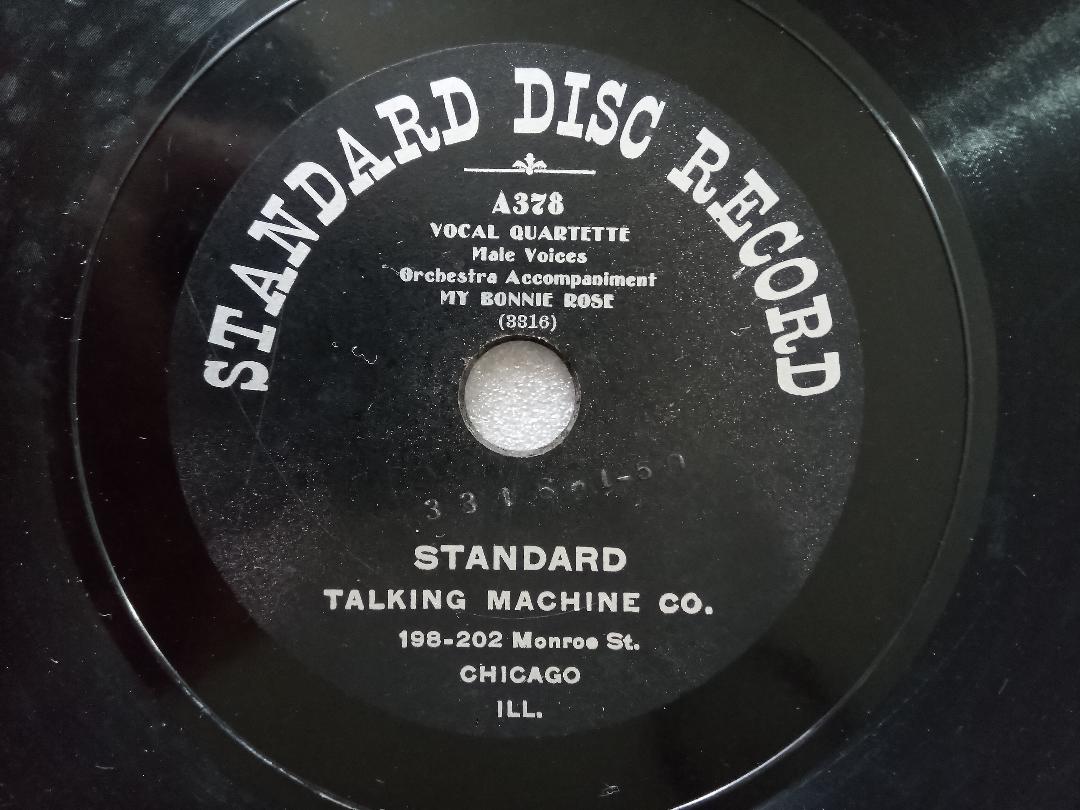 STANDARD DISC RECORD
A378
VOCAL QUARTETTE
Male Voices
Orchestra Accompaniment
MY BONNIE ROSE
(3316)
STANDARD
TALKING MACHINE CO.
198-202 Monroe St.
CHICAGO
ILL.